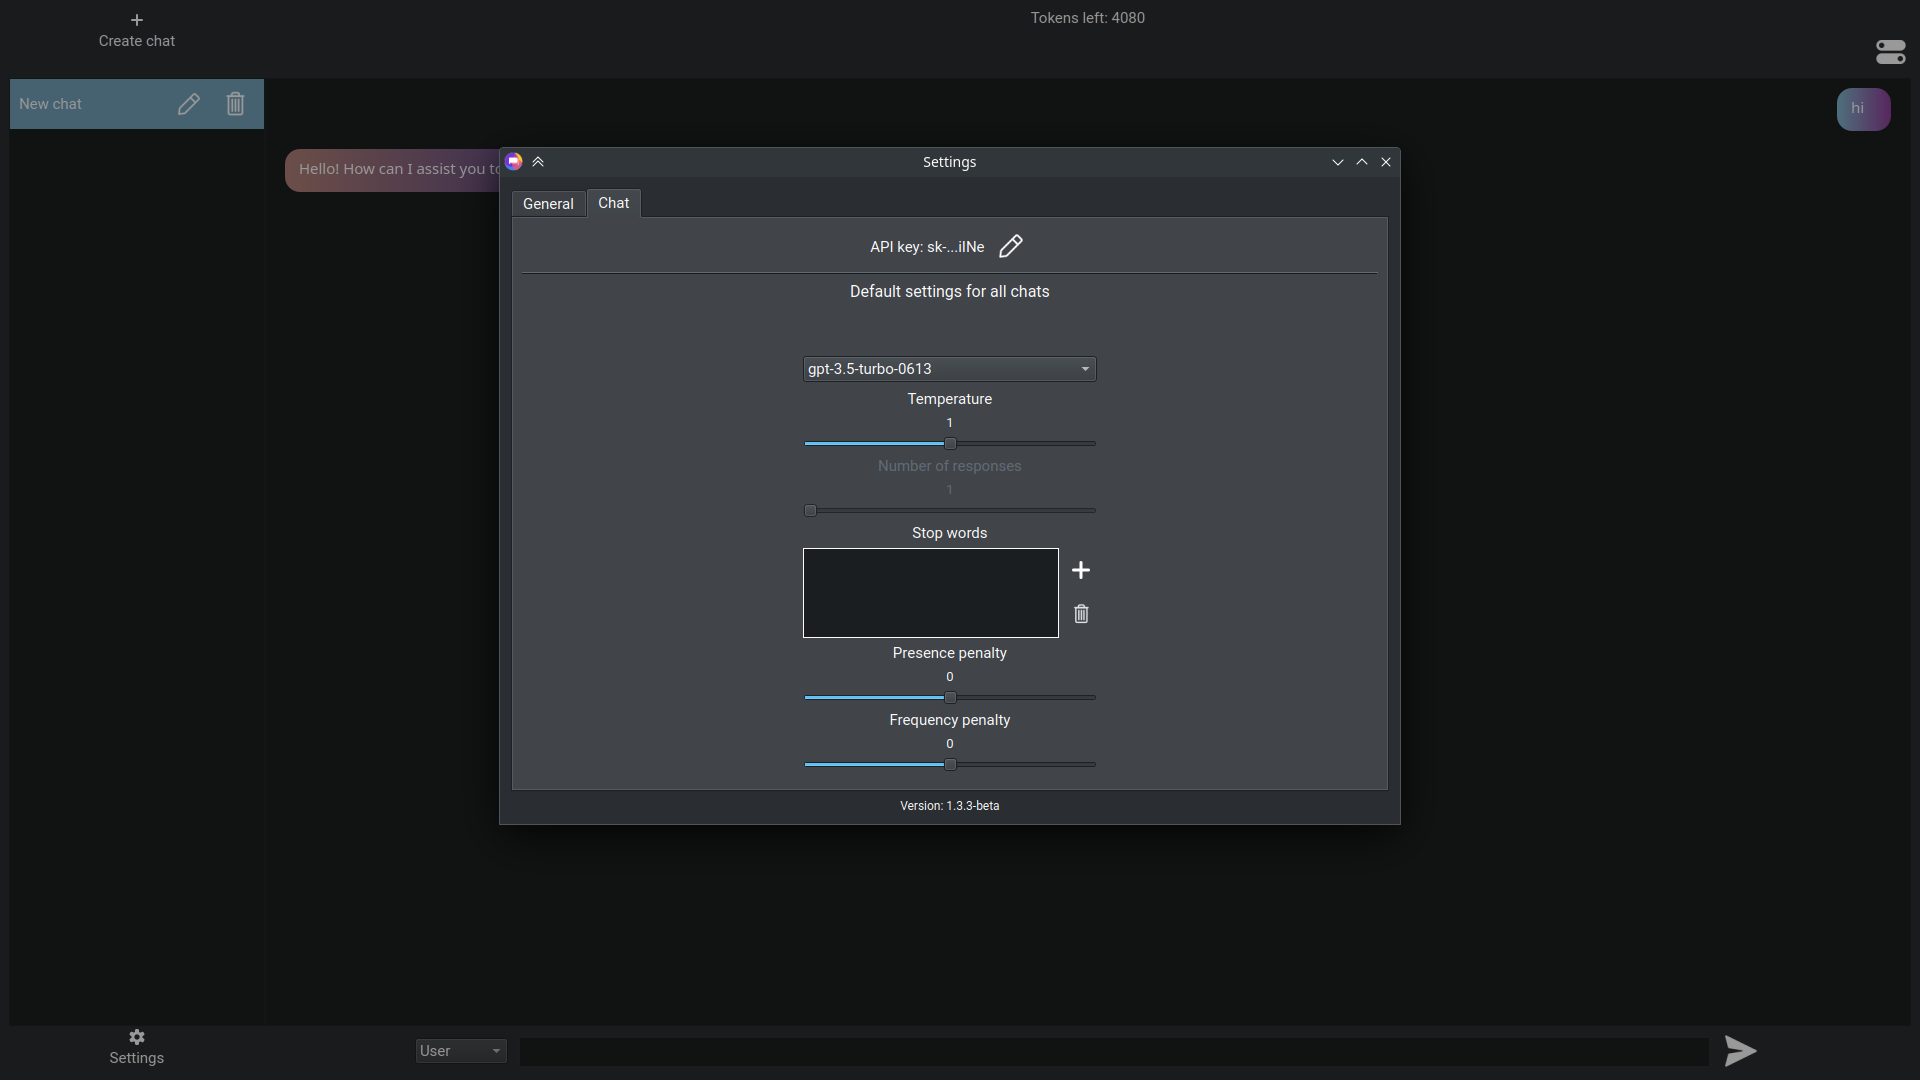 Create chat
Tokens left: 4080
New chat
hi
Hello! How can I assist you
Settings
General
Chat
API key: sk-...ilNe
Default settings for all chats
gpt-3.5-turbo-0613
Temperature
1
Number of responses
1
Stop words
Presence penalty
0
Frequency penalty
0
Version: 1.3.3-beta
Settings
User